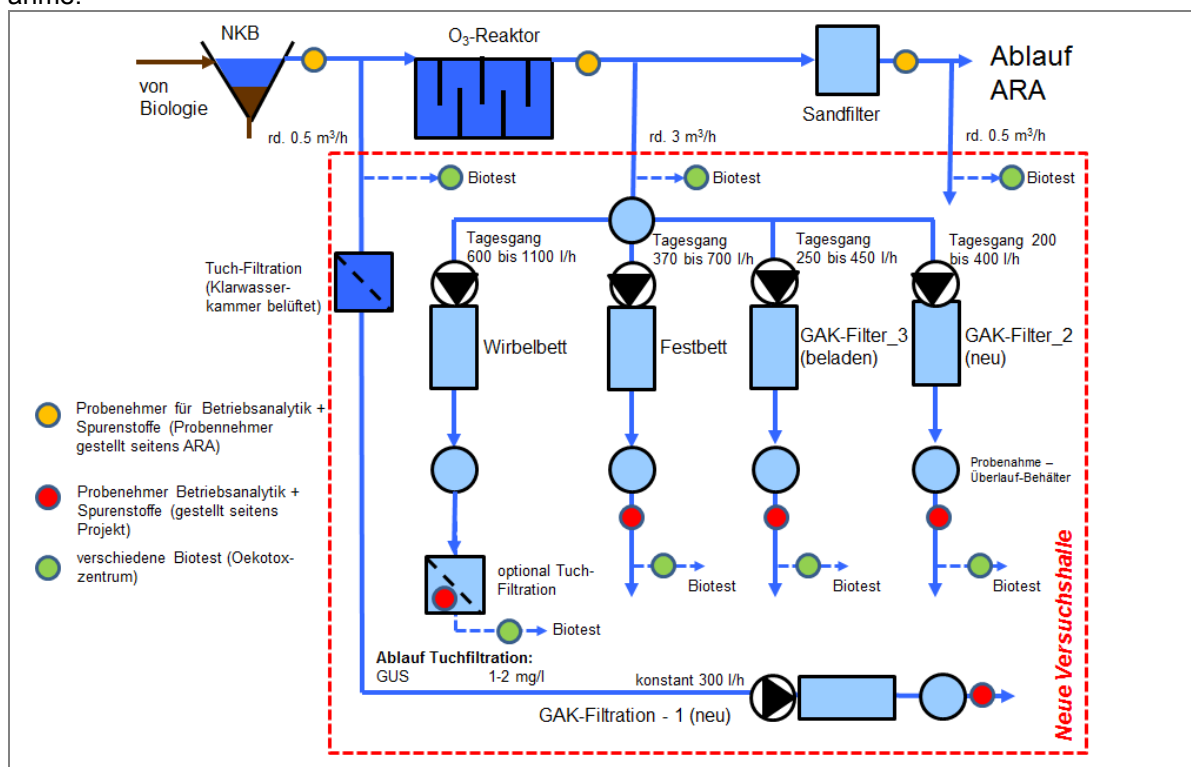 ahme.
NKB
O₃-Reaktor
von
Biologie
Sandfilter
Ablauf
ARA
rd. 0.5 m³/h
rd. 3 m³/h
rd. 0.5 m³/h
Biotest
Biotest
Biotest
Tuch-Filtration
(Klarwasser-
kammer belüftet)
Tagesgang
600 bis 1100 l/h
Tagesgang
370 bis 700 l/h
Tagesgang
250 bis 450 l/h
Tagesgang 200
bis 400 l/h
Wirbelbett
Festbett
GAK-Filter_3
(beladen)
GAK-Filter_2
(neu)
Probenehmer für Betriebsanalytik +
Spurenstoffe (Probennehmer
gestellt seitens ARA)
Probenehmer Betriebsanalytik +
Spurenstoffe (gestellt seitens
Projekt)
verschiedene Biotest (Oekotox-
zentrum)
Probenahme –
Überlauf-Behälter
optional Tuch-
Filtration
Biotest
Biotest
Biotest
Biotest
Ablauf Tuchfiltration:
GUS 1-2 mg/l
konstant 300 l/h
GAK-Filtration - 1 (neu)
Neue Versuchshalle